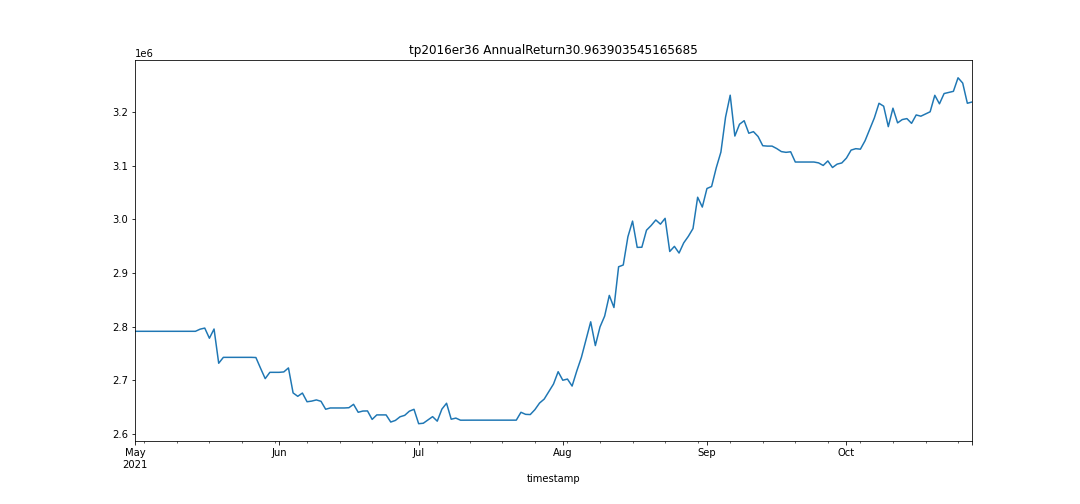 tp2016er36 AnnualReturn30.963903545165685
1e6
3.2
3.1
3.0
2.9
2.8
2.7
2.6
May Jun Jul Aug Sep Oct
2021
timestamp